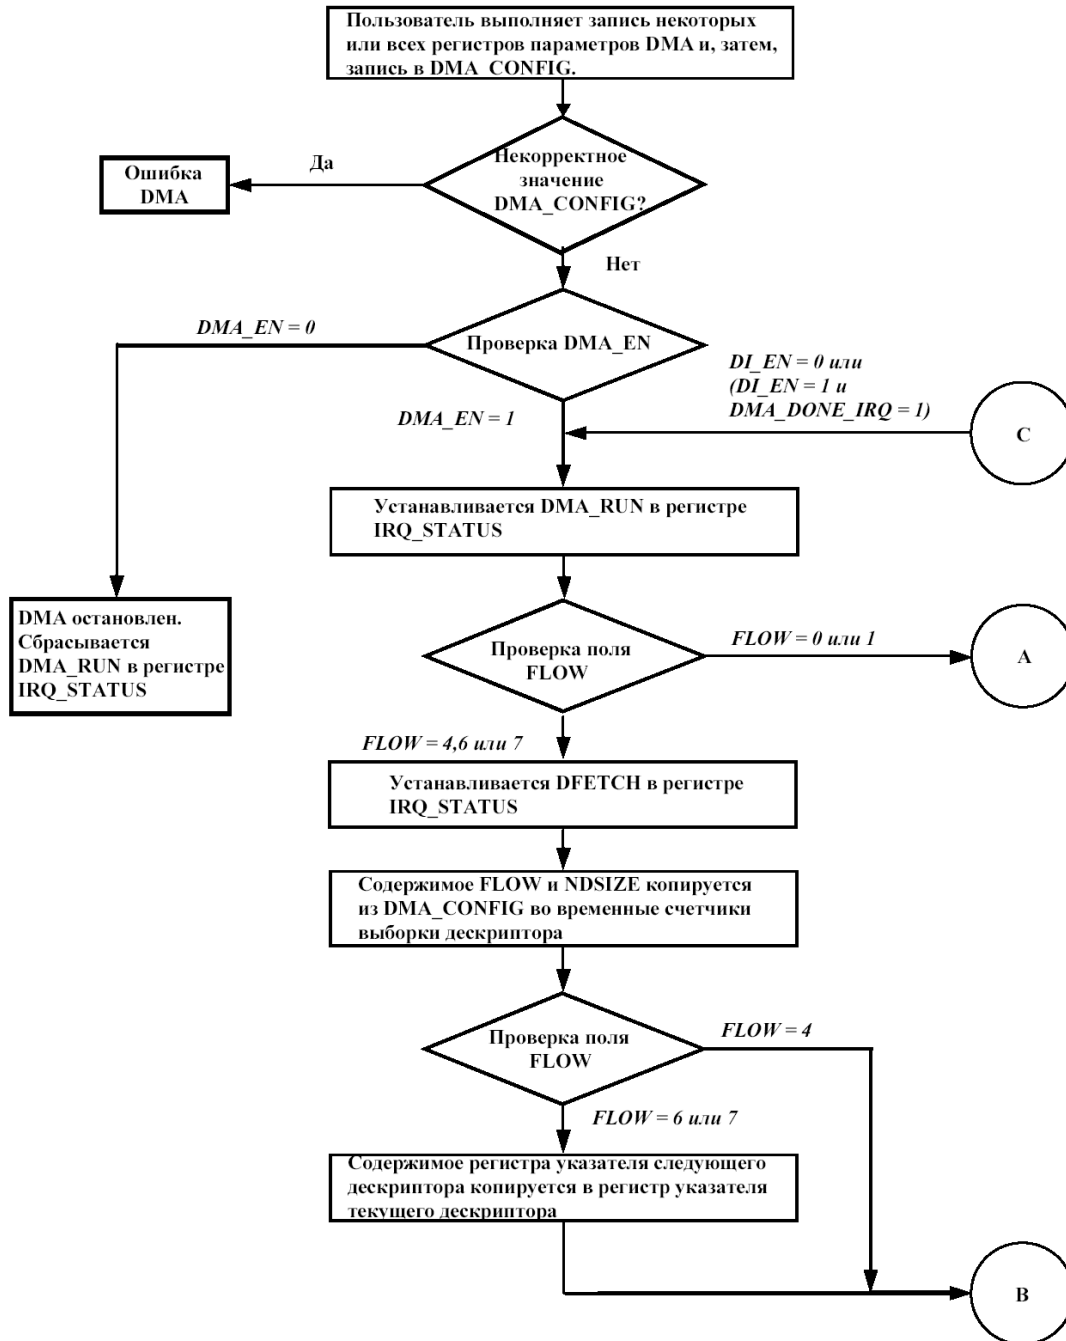 Пользователь выполняет запись некоторых
или всех регистров параметров DMA и, затем,
запись в DMA_CONFIG.
Некорректное
значение
DMA_CONFIG?
Да
Ошибка
DMA
Нет
DMA_EN = 0
Проверка DMA_EN
DI_EN = 0 или
(DI_EN = 1 и
DMA_DONE_IRQ = 1)
C
DMA_EN = 1
Устанавливается DMA_RUN в регистре
IRQ_STATUS
DMA остановлен.
Сбрасывается
DMA_RUN в регистре
IRQ_STATUS
Проверка поля
FLOW
FLOW = 0 или 1
A
FLOW = 4,6 или 7
Устанавливается DFETCH в регистре
IRQ_STATUS
Содержимое FLOW и NDSIZE копируется
из DMA_CONFIG во временные счетчики
выборки дескриптора
Проверка поля
FLOW
FLOW = 4
FLOW = 6 или 7
Содержимое регистра указателя следующего
дескриптора копируется в регистр указателя
текущего дескриптора
B